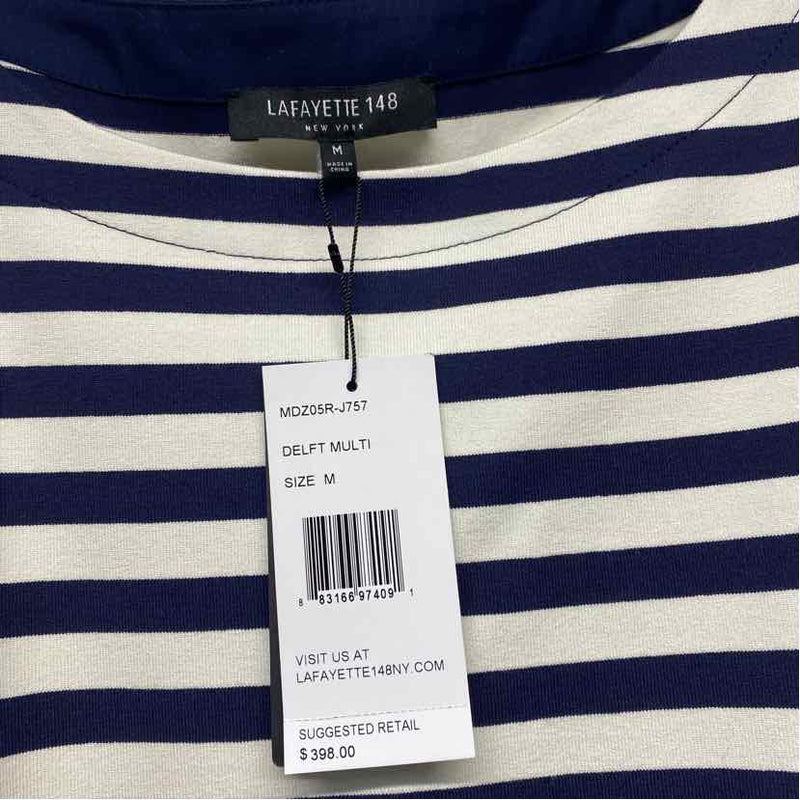 LAFAYETTE 148
NEW YORK
M
MADE IN
CHINA
MDZ05R-J757
DELFT MULTI
SIZE M
8 83166 97409 1
VISIT US AT
LAFAYETTE148NY.COM
SUGGESTED RETAIL
$ 398.00